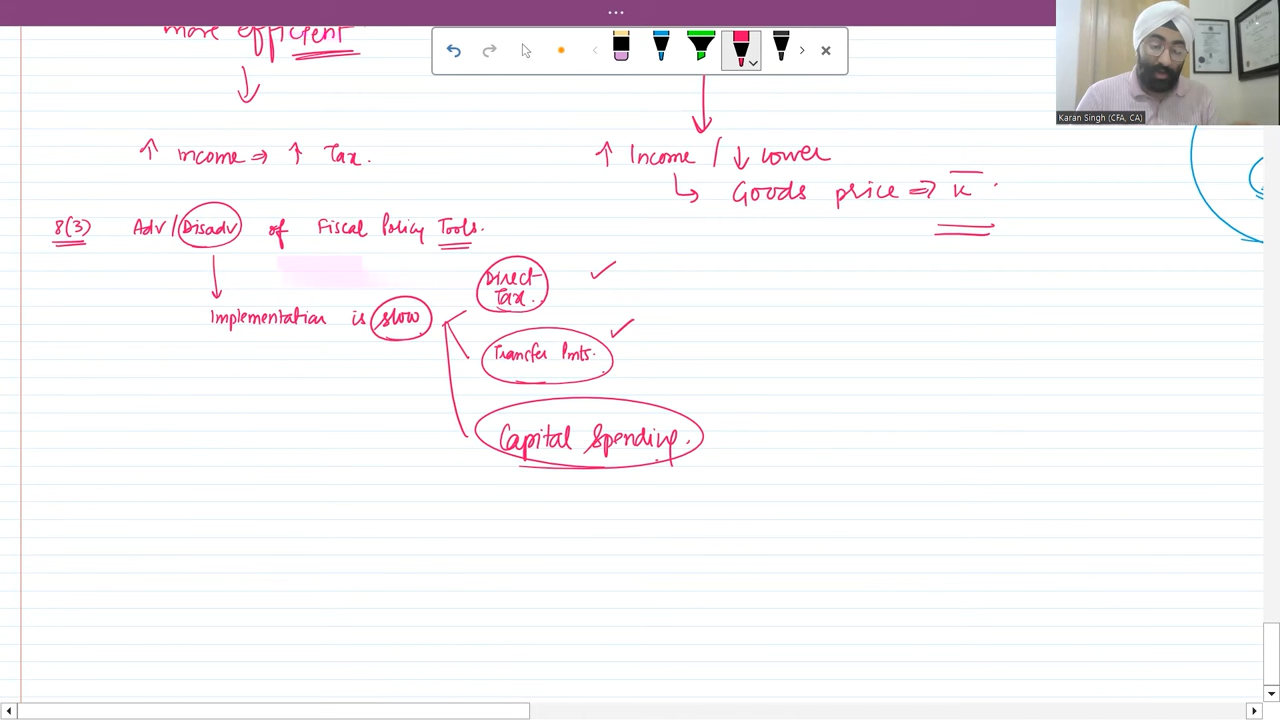 more efficient
↑ Income ⇒ ↑ Tax.
↑ Income / ↓ Lower
↳ Goods price ⇒ K
8(3) Adv/Disadv of Fiscal Policy Tools.
Direct
Tax.
Implementation is slow
Transfer Pmts.
Capital Spending.
Karan Singh (CFA, CA)